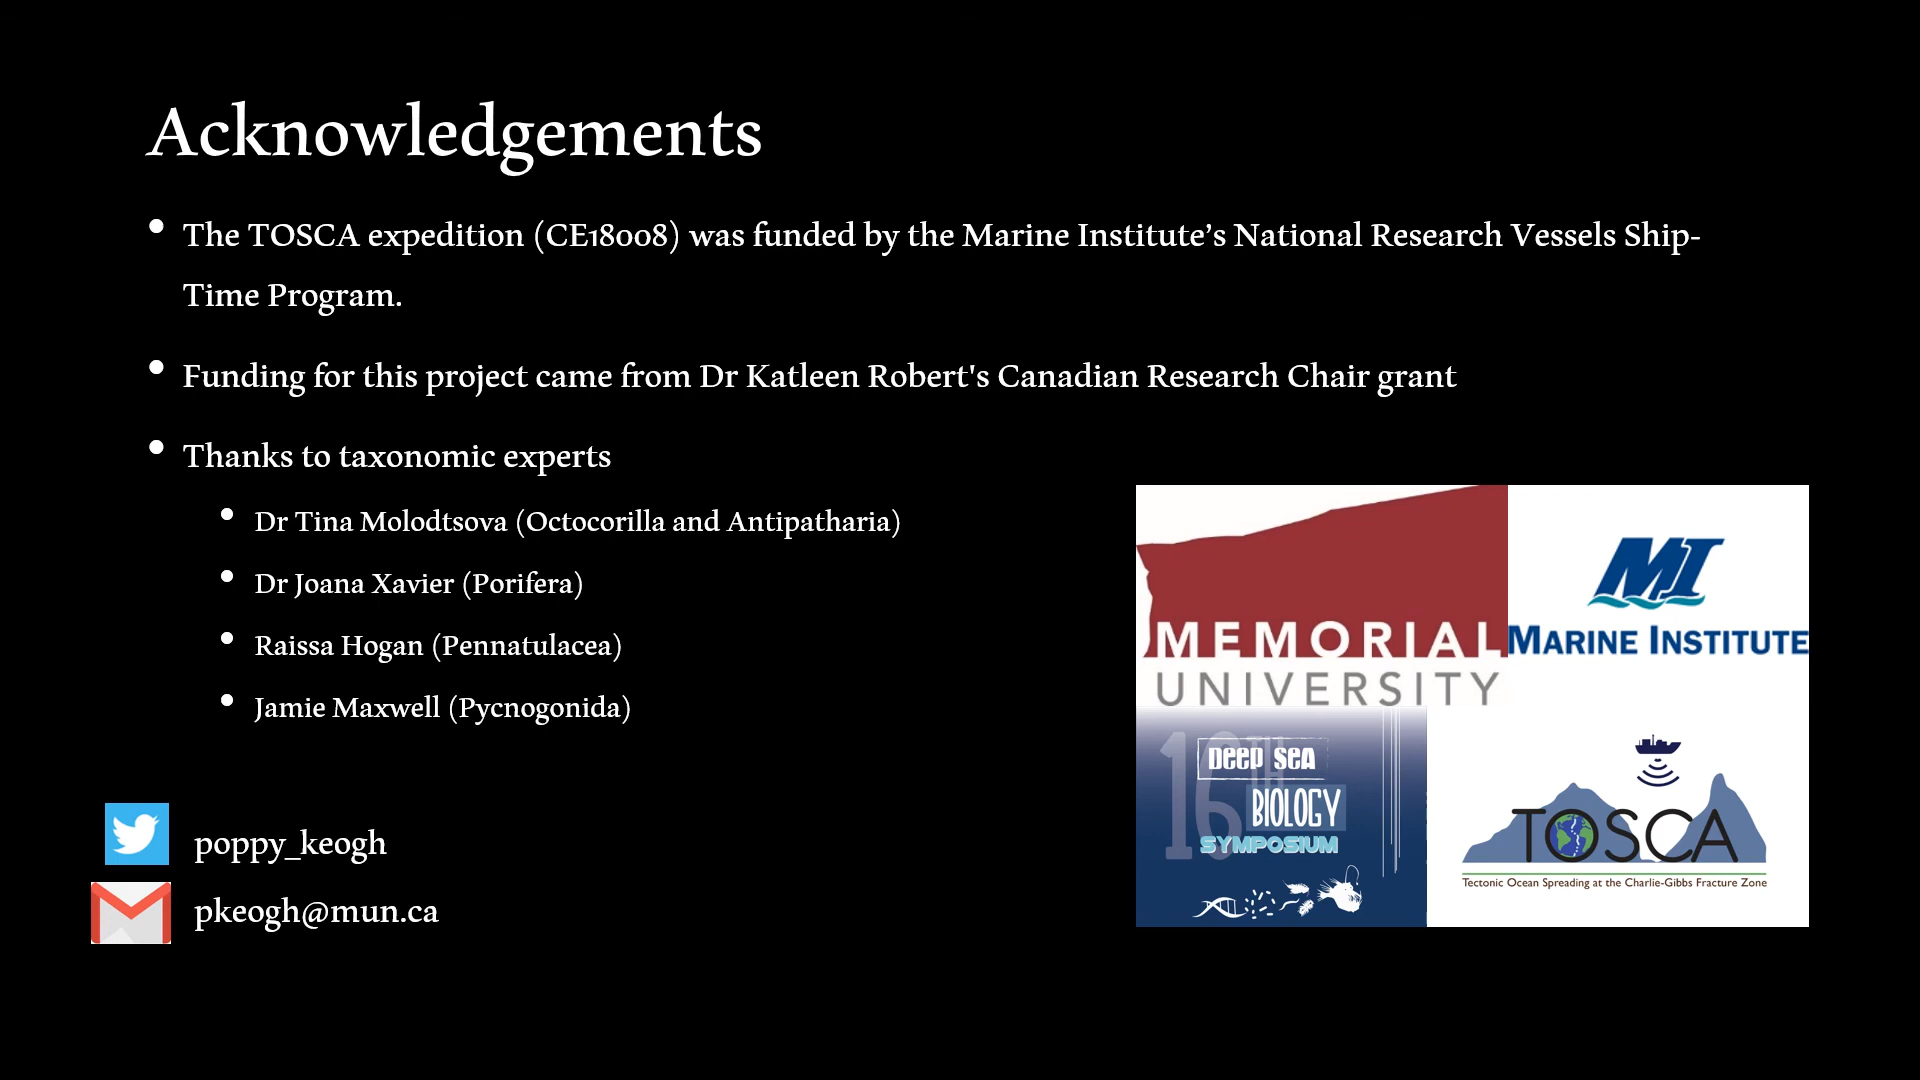 Acknowledgements
• The TOSCA expedition (CE18008) was funded by the Marine Institute’s National Research Vessels Ship-
Time Program.
• Funding for this project came from Dr Katleen Robert's Canadian Research Chair grant
• Thanks to taxonomic experts
• Dr Tina Molodtsova (Octocorilla and Antipatharia)
• Dr Joana Xavier (Porifera)
• Raissa Hogan (Pennatulacea)
• Jamie Maxwell (Pycnogonida)
poppy_keogh
pkeogh@mun.ca
MEMORIAL
UNIVERSITY
MI
MARINE INSTITUTE
16TH
DEEP SEA
BIOLOGY
SYMPOSIUM
TOSCA
Tectonic Ocean Spreading at the Charlie-Gibbs Fracture Zone